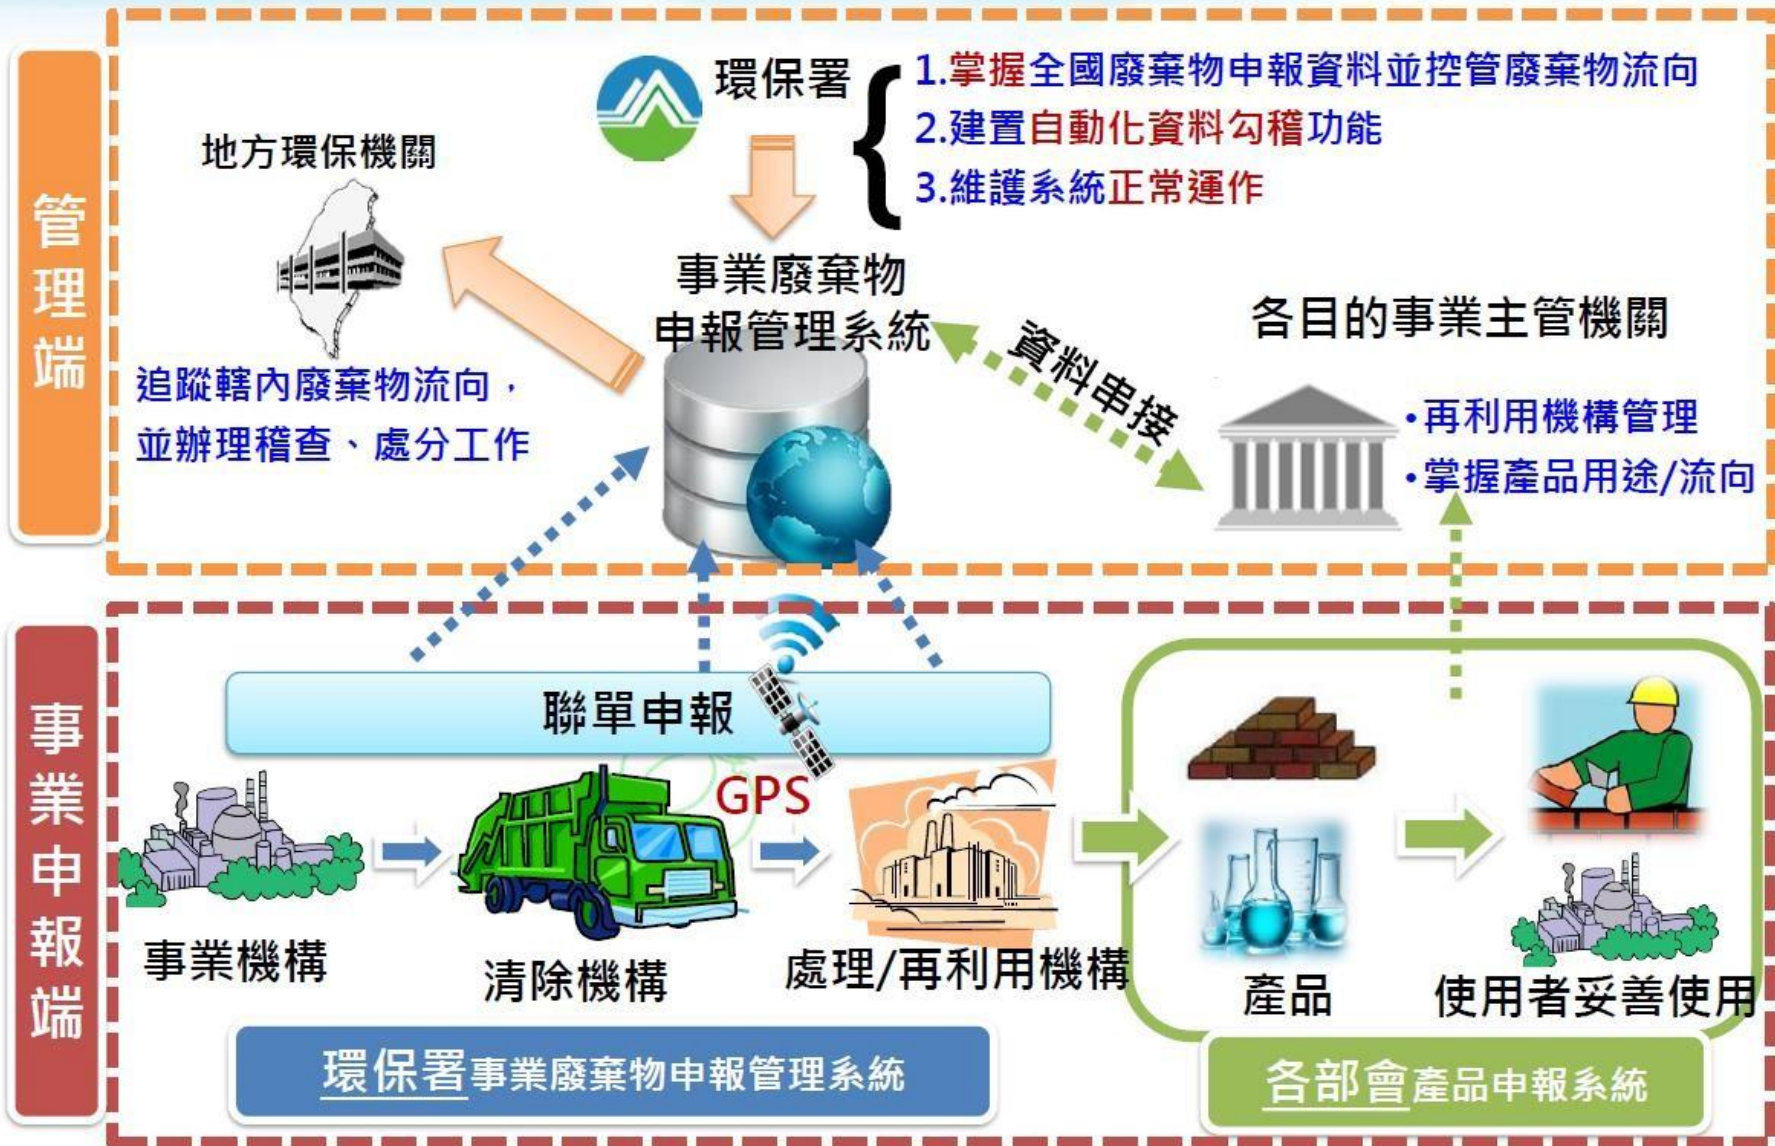 管理端
環保署
1.掌握全國廢棄物申報資料並控管廢棄物流向
2.建置自動化資料勾稽功能
3.維護系統正常運作
地方環保機關
追蹤轄內廢棄物流向，
並辦理稽查、處分工作
事業廢棄物
申報管理系統
資料串接
各目的事業主管機關
•再利用機構管理
•掌握產品用途/流向
事業申報端
聯單申報
GPS
事業機構
清除機構
處理/再利用機構
產品
使用者妥善使用
環保署事業廢棄物申報管理系統
各部會產品申報系統